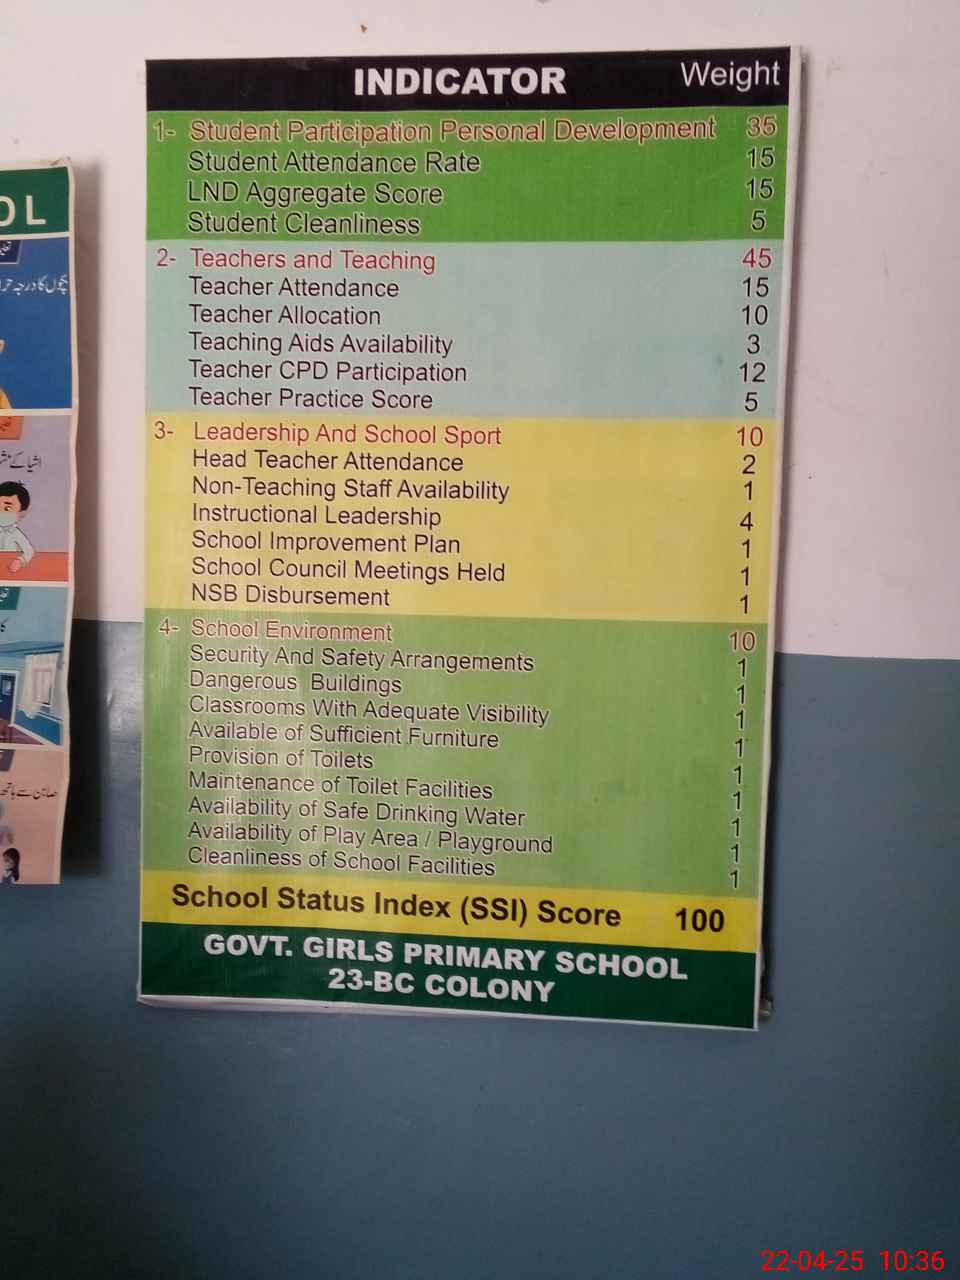 INDICATOR Weight
1- Student Participation Personal Development 35
Student Attendance Rate 15
LND Aggregate Score 15
Student Cleanliness 5
2- Teachers and Teaching 45
Teacher Attendance 15
Teacher Allocation 10
Teaching Aids Availability 3
Teacher CPD Participation 12
Teacher Practice Score 5
3- Leadership And School Sport 10
Head Teacher Attendance 2
Non-Teaching Staff Availability 1
Instructional Leadership 4
School Improvement Plan 1
School Council Meetings Held 1
NSB Disbursement 1
4- School Environment 10
Security And Safety Arrangements 1
Dangerous Buildings 1
Classrooms With Adequate Visibility 1
Available of Sufficient Furniture 1
Provision of Toilets 1
Maintenance of Toilet Facilities 1
Availability of Safe Drinking Water 1
Availability of Play Area / Playground 1
Cleanliness of School Facilities 1
School Status Index (SSI) Score 100
GOVT. GIRLS PRIMARY SCHOOL
23-BC COLONY
OL
بچوں کا درجہ
صابن سے ہاتھ
22-04-25 10:36